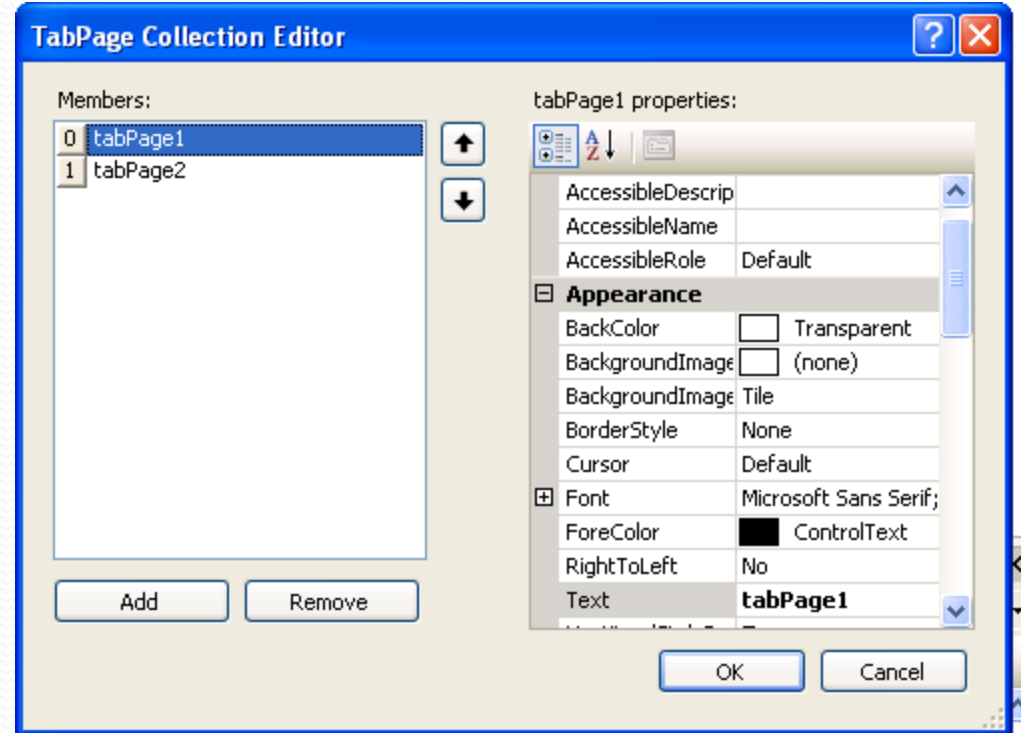 TabPage Collection Editor
Members:
0 tabPage1
1 tabPage2
Add
Remove
tabPage1 properties:
AccessibleDescrip
AccessibleName
AccessibleRole Default
Appearance
BackColor Transparent
BackgroundImage (none)
BackgroundImage Tile
BorderStyle None
Cursor Default
Font Microsoft Sans Serif;
ForeColor ControlText
RightToLeft No
Text tabPage1
OK
Cancel